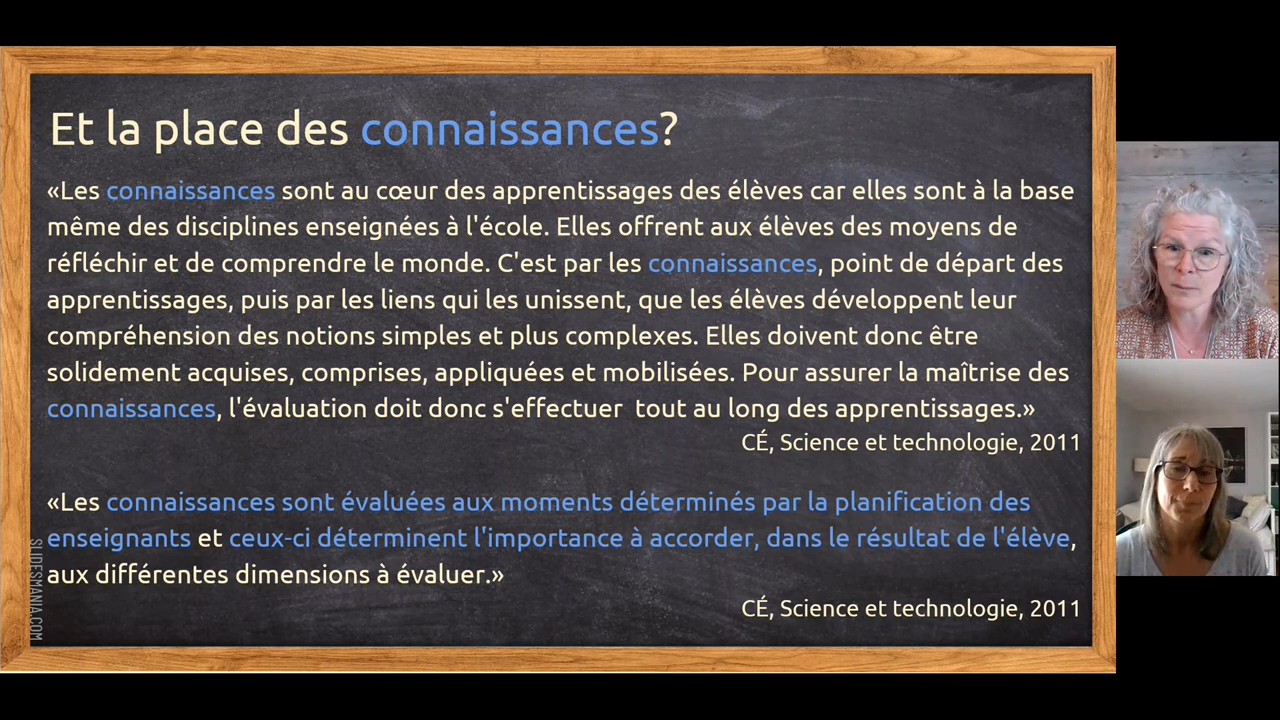 Et la place des connaissances?
«Les connaissances sont au cœur des apprentissages des élèves car elles sont à la base
même des disciplines enseignées à l'école. Elles offrent aux élèves des moyens de
réfléchir et de comprendre le monde. C'est par les connaissances, point de départ des
apprentissages, puis par les liens qui les unissent, que les élèves développent leur
compréhension des notions simples et plus complexes. Elles doivent donc être
solidement acquises, comprises, appliquées et mobilisées. Pour assurer la maîtrise des
connaissances, l'évaluation doit donc s'effectuer  tout au long des apprentissages.»
CÉ, Science et technologie, 2011
«Les connaissances sont évaluées aux moments déterminés par la planification des
enseignants et ceux-ci déterminent l'importance à accorder, dans le résultat de l'élève,
aux différentes dimensions à évaluer.»
CÉ, Science et technologie, 2011
SLIDESMANIA.COM